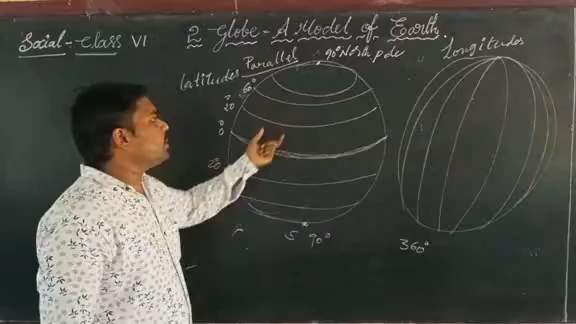 Social - Class VI
2 - Globe - A Model of Earth.
Latitudes Parallel 90° North pole
Longitudes
60°
20
0
20
S 90°
360°